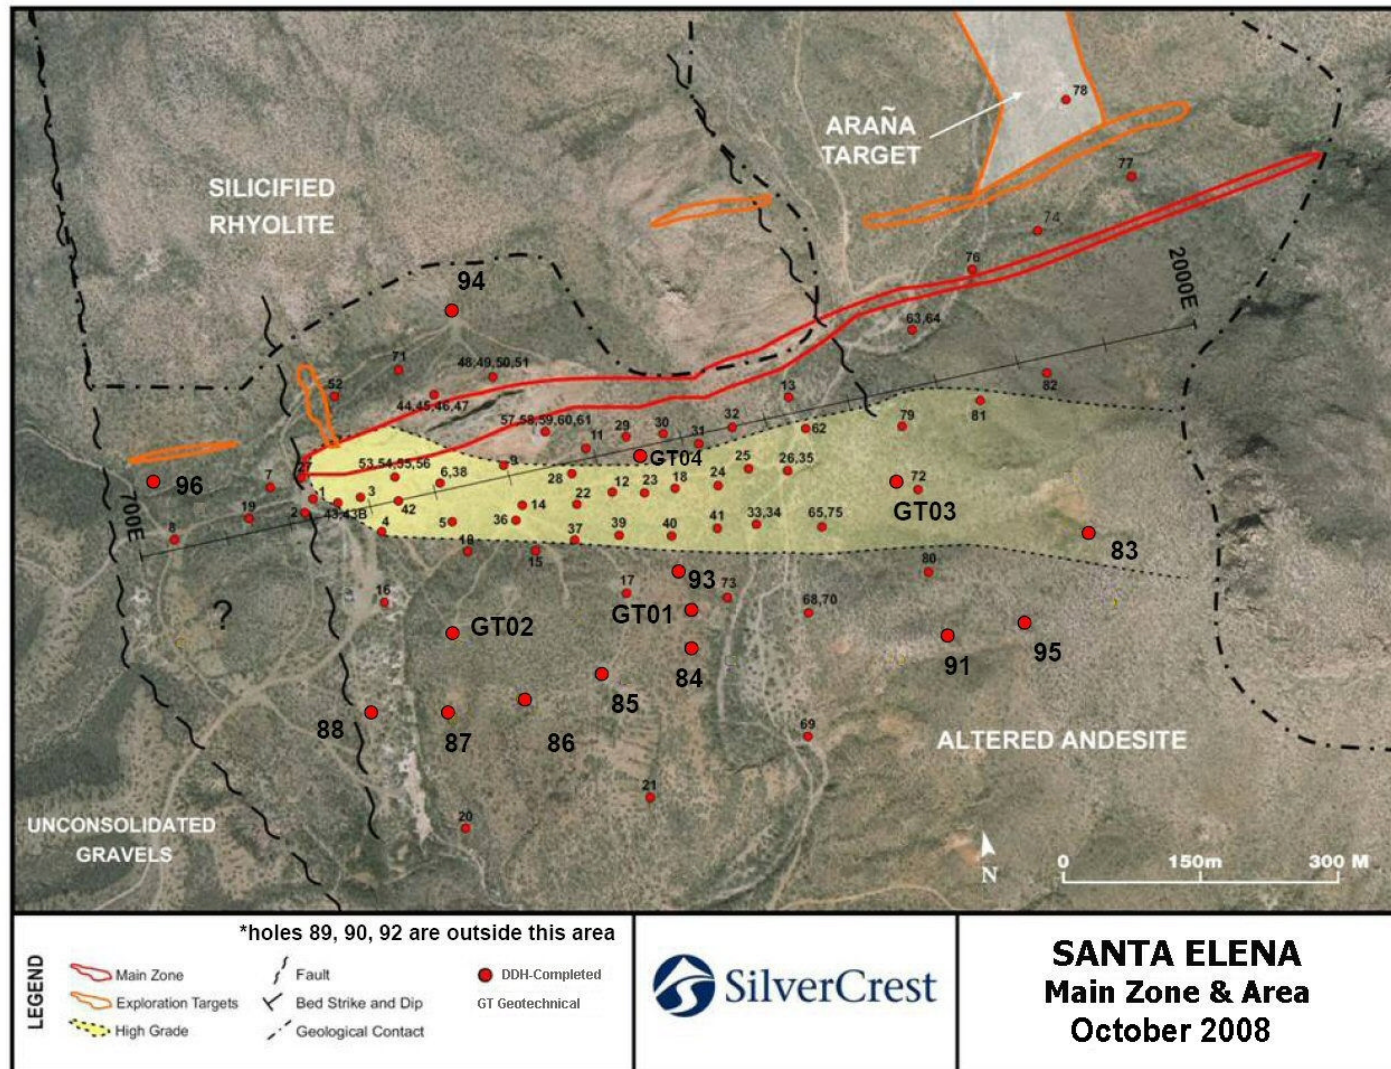 ARAÑA
TARGET
78
77
SILICIFIED
RHYOLITE
74
76
2000E
94
63,64
71
48,49,50,51
82
52
44,45,46,47
13
81
57,58,59,60,61
29
30
32
62
79
11
31
GT04
27
53,54,55,56
6,38
9
28
25
26,35
96
7
1
3
12
23
18
24
GT03
72
19
2
43,43B
42
22
14
700E
8
4
5
36
37
39
40
41
33,34
65,75
83
10
15
93
80
16
17
73
GT01
68,70
?
GT02
84
91
95
85
88
87
86
69
ALTERED ANDESITE
21
20
UNCONSOLIDATED
GRAVELS
N
0 150m 300 M
*holes 89, 90, 92 are outside this area
LEGEND
Main Zone
Exploration Targets
High Grade
Fault
Bed Strike and Dip
Geological Contact
DDH-Completed
GT Geotechnical
SilverCrest
SANTA ELENA
Main Zone & Area
October 2008